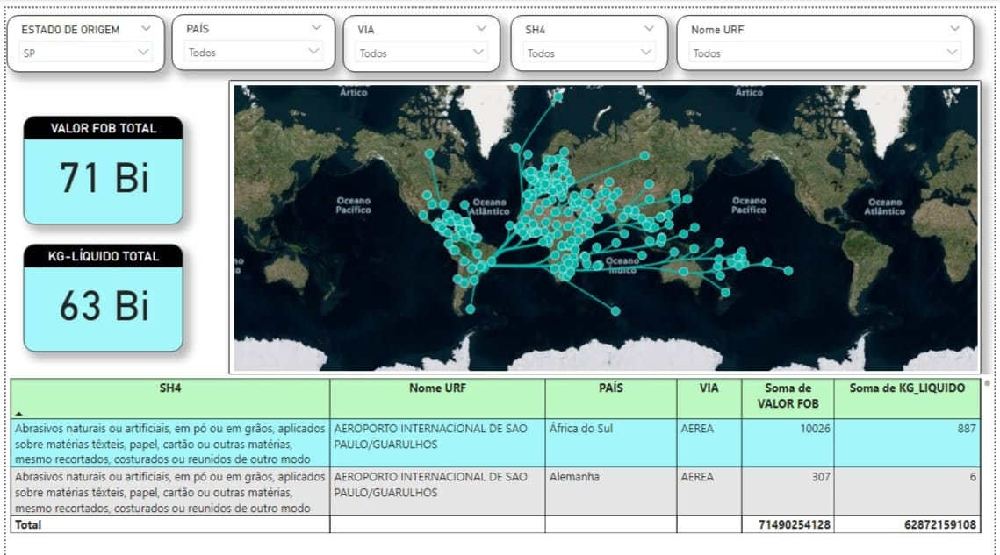 ESTADO DE ORIGEM
SP
PAÍS
Todos
VIA
Todos
SH4
Todos
Nome URF
Todos
VALOR FOB TOTAL
71 Bi
KG-LÍQUIDO TOTAL
63 Bi
Ártico
Ártico
Oceano
Pacífico
Oceano
Atlântico
Oceano
Pacífico
Oceano
Atlântico
Oceano
Índico
SH4
Nome URF
PAÍS
VIA
Soma de
VALOR FOB
Soma de KG_LIQUIDO
Abrasivos naturais ou artificiais, em pó ou em grãos, aplicados
sobre matérias têxteis, papel, cartão ou outras matérias,
mesmo recortados, costurados ou reunidos de outro modo
AEROPORTO INTERNACIONAL DE SAO
PAULO/GUARULHOS
África do Sul
AEREA
10026
887
Abrasivos naturais ou artificiais, em pó ou em grãos, aplicados
sobre matérias têxteis, papel, cartão ou outras matérias,
mesmo recortados, costurados ou reunidos de outro modo
AEROPORTO INTERNACIONAL DE SAO
PAULO/GUARULHOS
Alemanha
AEREA
307
6
Total
71490254128
62872159108